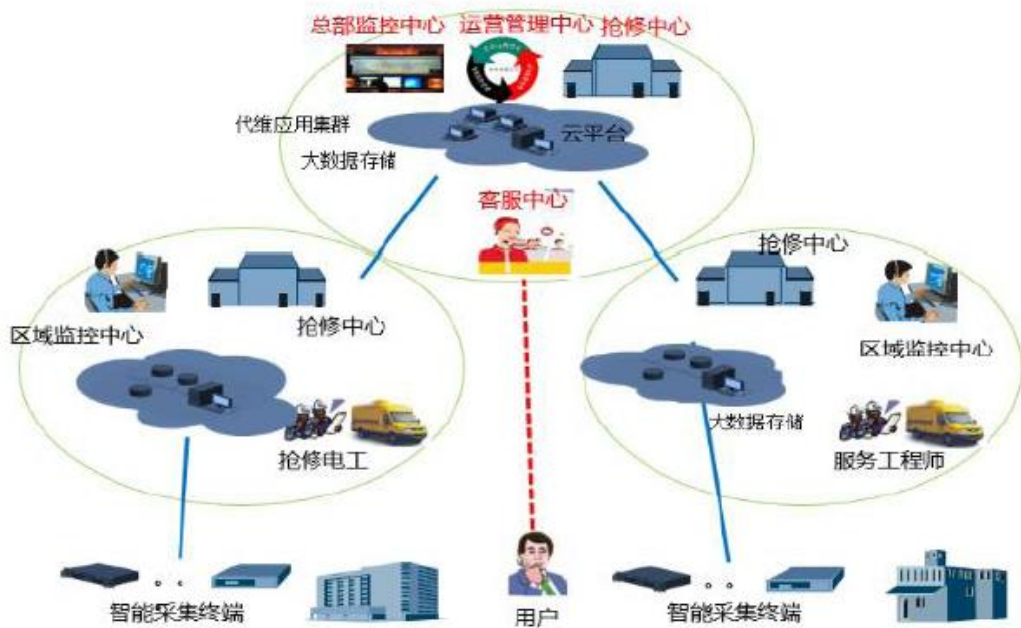 总部监控中心
运营管理中心
抢修中心
代维应用集群
云平台
大数据存储
客服中心
抢修中心
区域监控中心
抢修中心
区域监控中心
大数据存储
抢修电工
服务工程师
智能采集终端
用户
智能采集终端